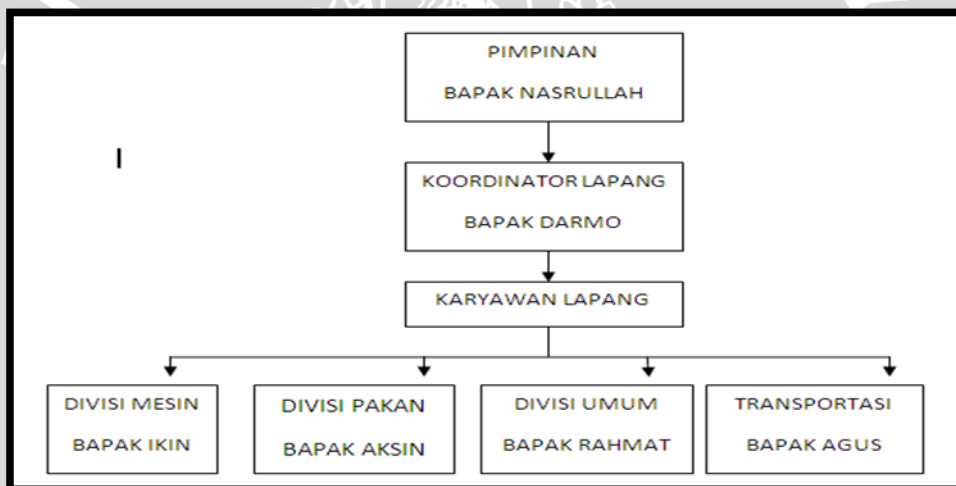 PIMPINAN
BAPAK NASRULLAH
I
KOORDINATOR LAPANG
BAPAK DARMO
KARYAWAN LAPANG
DIVISI MESIN
BAPAK IKIN
DIVISI PAKAN
BAPAK AKSIN
DIVISI UMUM
BAPAK RAHMAT
TRANSPORTASI
BAPAK AGUS